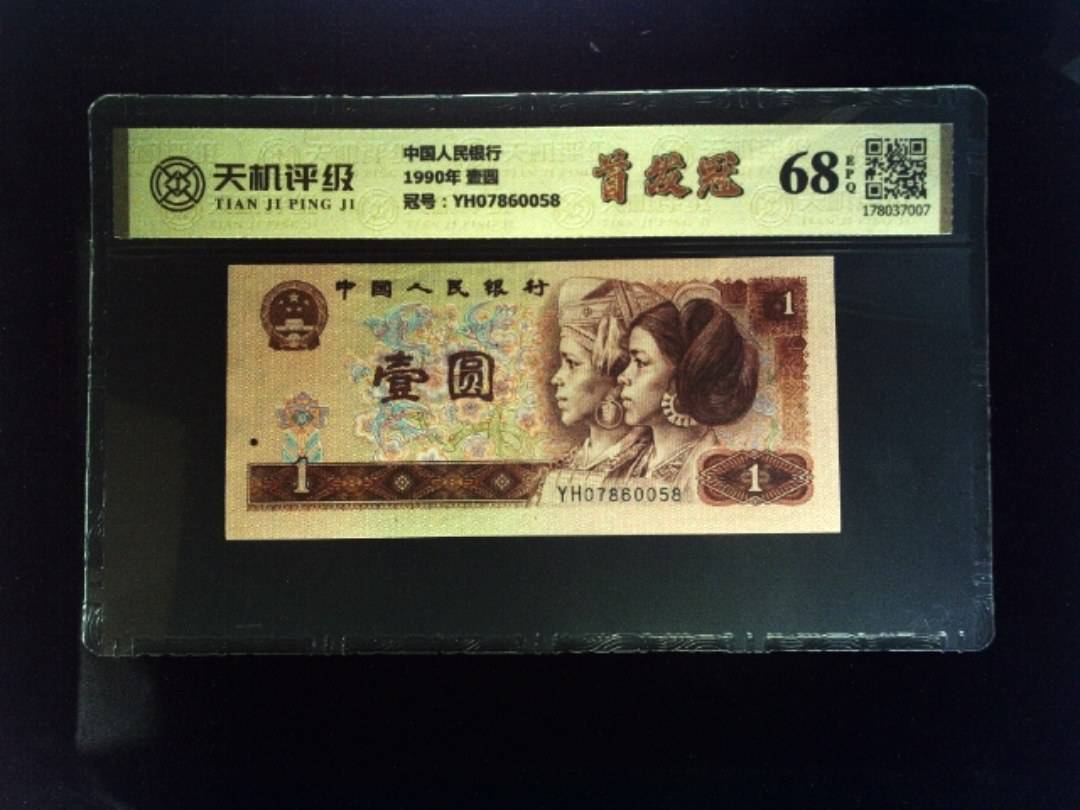 天机评级
TIAN JI PING JI
中国人民银行
1990年 壹圆
冠号：YH07860058
首发冠
68
EPQ
178037007
中國人民银行
1
壹圆
1
YH07860058
1